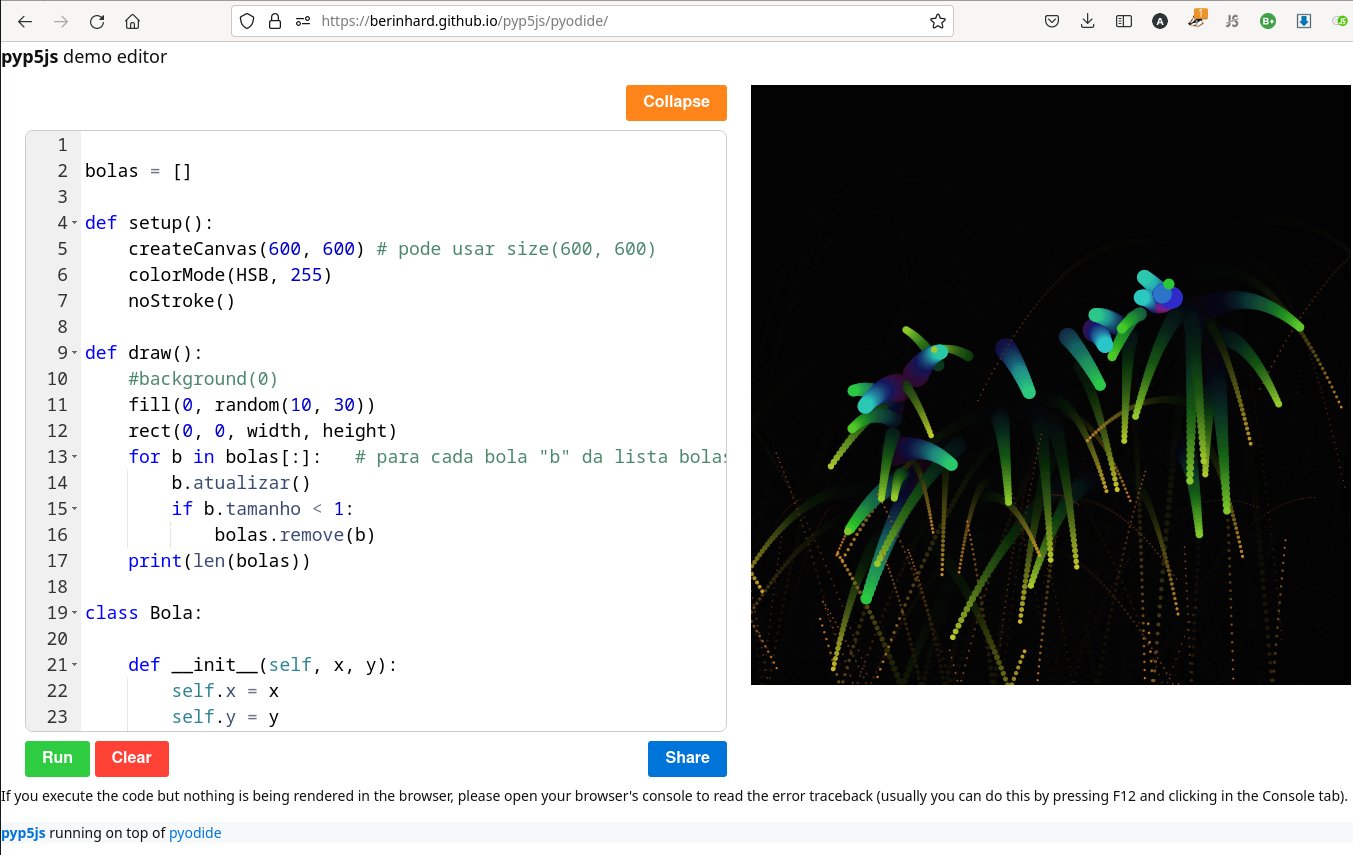 https://berinhard.github.io/pyp5js/pyodide/
A
1
JS
B+
pyp5js demo editor
Collapse
1
2 bolas = []
3
4 def setup():
5 createCanvas(600, 600) # pode usar size(600, 600)
6 colorMode(HSB, 255)
7 noStroke()
8
9 def draw():
10 #background(0)
11 fill(0, random(10, 30))
12 rect(0, 0, width, height)
13 for b in bolas[:]: # para cada bola "b" da lista bolas
14 b.atualizar()
15 if b.tamanho < 1:
16 bolas.remove(b)
17 print(len(bolas))
18
19 class Bola:
20
21 def __init__(self, x, y):
22 self.x = x
23 self.y = y
Run
Clear
Share
If you execute the code but nothing is being rendered in the browser, please open your browser's console to read the error traceback (usually you can do this by pressing F12 and clicking in the Console tab).
pyp5js running on top of pyodide